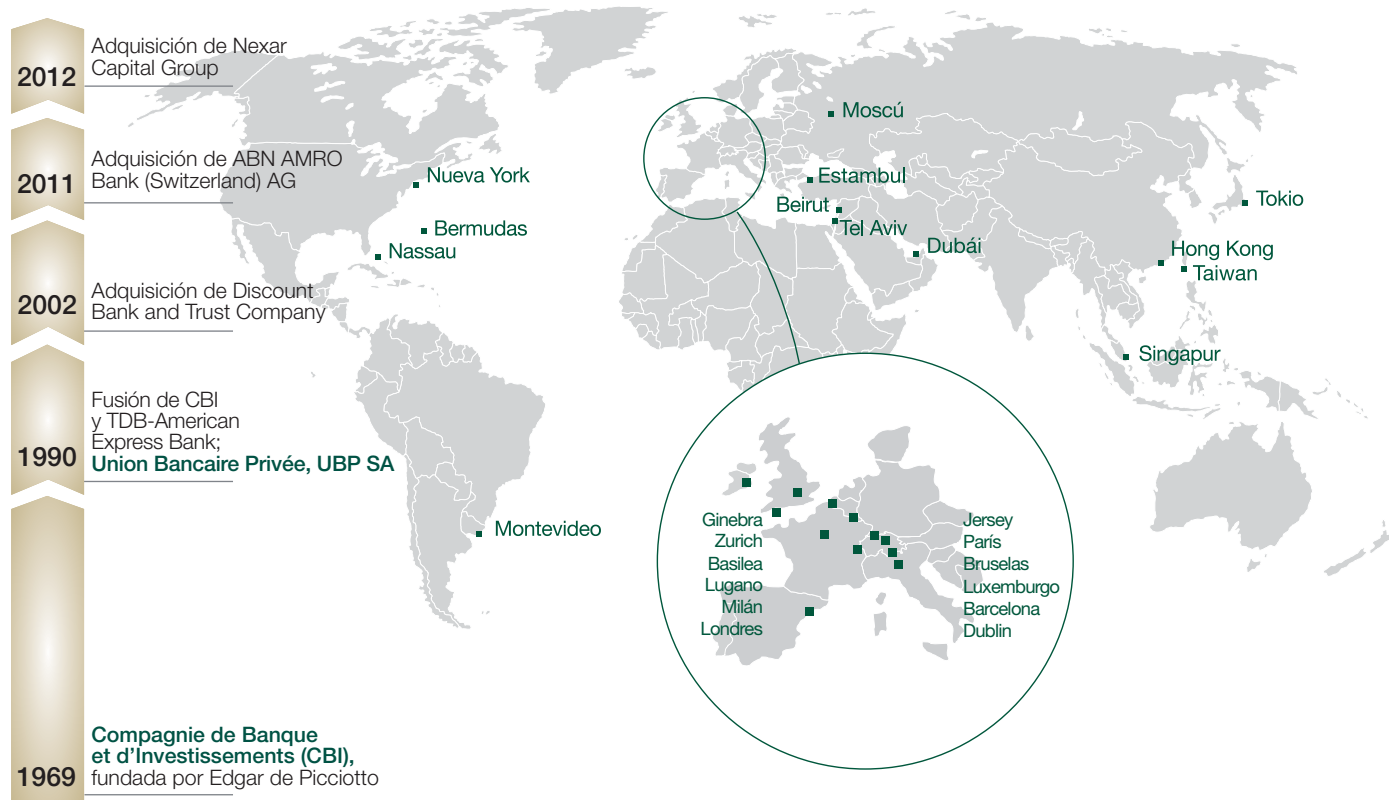 2012
Adquisición de Nexar
Capital Group
2011
Adquisición de ABN AMRO
Bank (Switzerland) AG
2002
Adquisición de Discount
Bank and Trust Company
1990
Fusión de CBI
y TDB-American
Express Bank;
Union Bancaire Privée, UBP SA
1969
Compagnie de Banque
et d’Investissements (CBI),
fundada por Edgar de Picciotto
Nueva York
Bermudas
Nassau
Montevideo
Moscú
Estambul
Beirut
Tel Aviv
Dubái
Tokio
Hong Kong
Taiwan
Singapur
Ginebra
Zurich
Basilea
Lugano
Milán
Londres
Jersey
París
Bruselas
Luxemburgo
Barcelona
Dublin